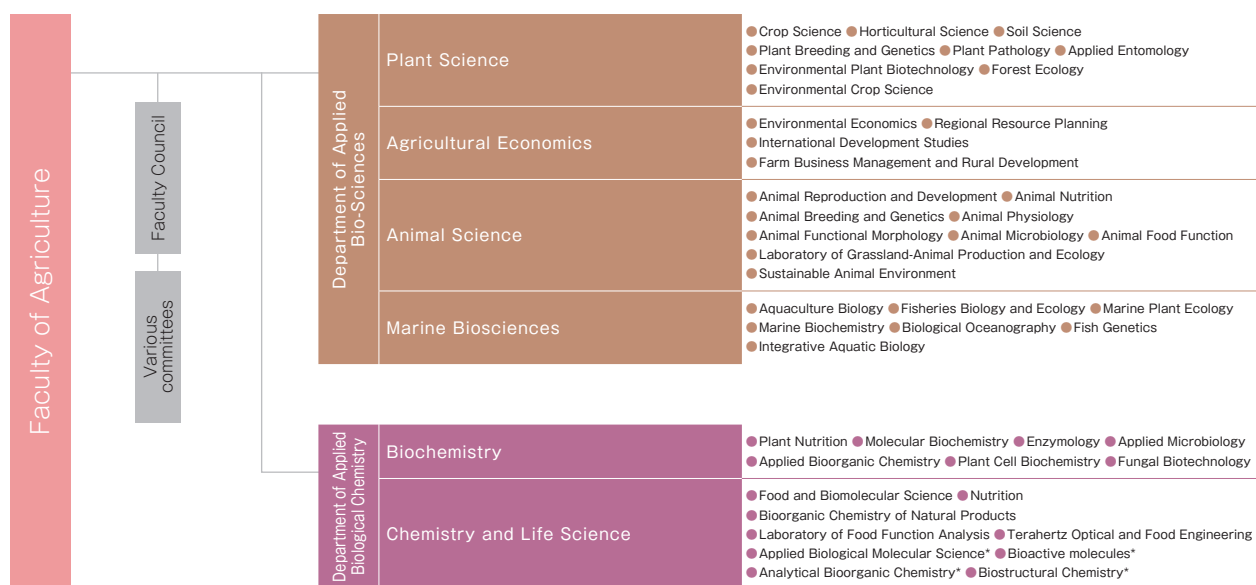 Faculty of Agriculture
Faculty Council
Various
committees
Department of Applied
Bio-Sciences
Plant Science
●Crop Science ●Horticultural Science ●Soil Science
●Plant Breeding and Genetics ●Plant Pathology ●Applied Entomology
●Environmental Plant Biotechnology ●Forest Ecology
●Environmental Crop Science
Agricultural Economics
●Environmental Economics ●Regional Resource Planning
●International Development Studies
●Farm Business Management and Rural Development
Animal Science
●Animal Reproduction and Development ●Animal Nutrition
●Animal Breeding and Genetics ●Animal Physiology
●Animal Functional Morphology ●Animal Microbiology ●Animal Food Function
●Laboratory of Grassland-Animal Production and Ecology
●Sustainable Animal Environment
Marine Biosciences
●Aquaculture Biology ●Fisheries Biology and Ecology ●Marine Plant Ecology
●Marine Biochemistry ●Biological Oceanography ●Fish Genetics
●Integrative Aquatic Biology
Department of Applied
Biological Chemistry
Biochemistry
●Plant Nutrition ●Molecular Biochemistry ●Enzymology ●Applied Microbiology
●Applied Bioorganic Chemistry ●Plant Cell Biochemistry ●Fungal Biotechnology
Chemistry and Life Science
●Food and Biomolecular Science ●Nutrition
●Bioorganic Chemistry of Natural Products
●Laboratory of Food Function Analysis ●Terahertz Optical and Food Engineering
●Applied Biological Molecular Science* ●Bioactive molecules*
●Analytical Bioorganic Chemistry* ●Biostructural Chemistry*